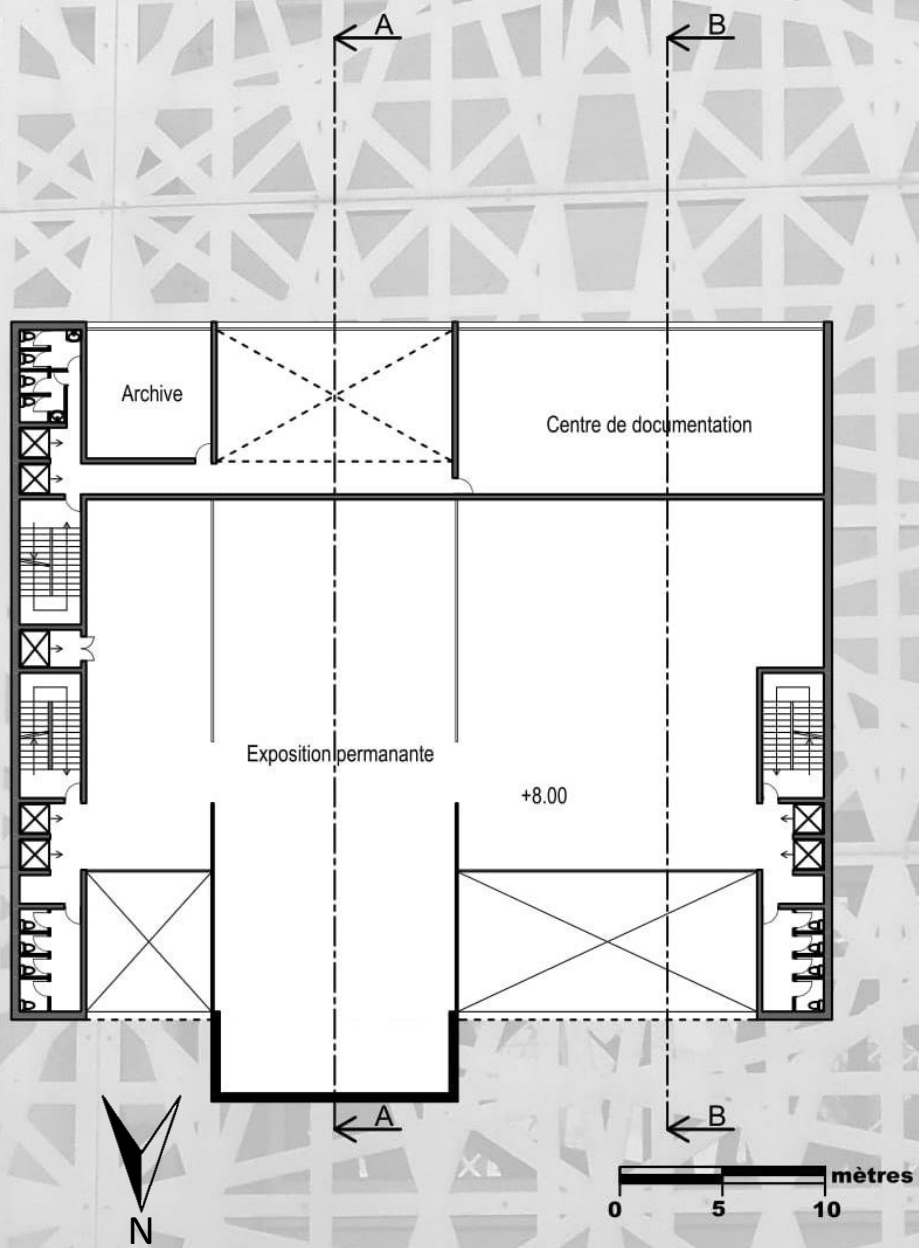 A
B
Archive
Centre de documentation
Exposition permanante
+8.00
A
B
N
mètres
0 5 10